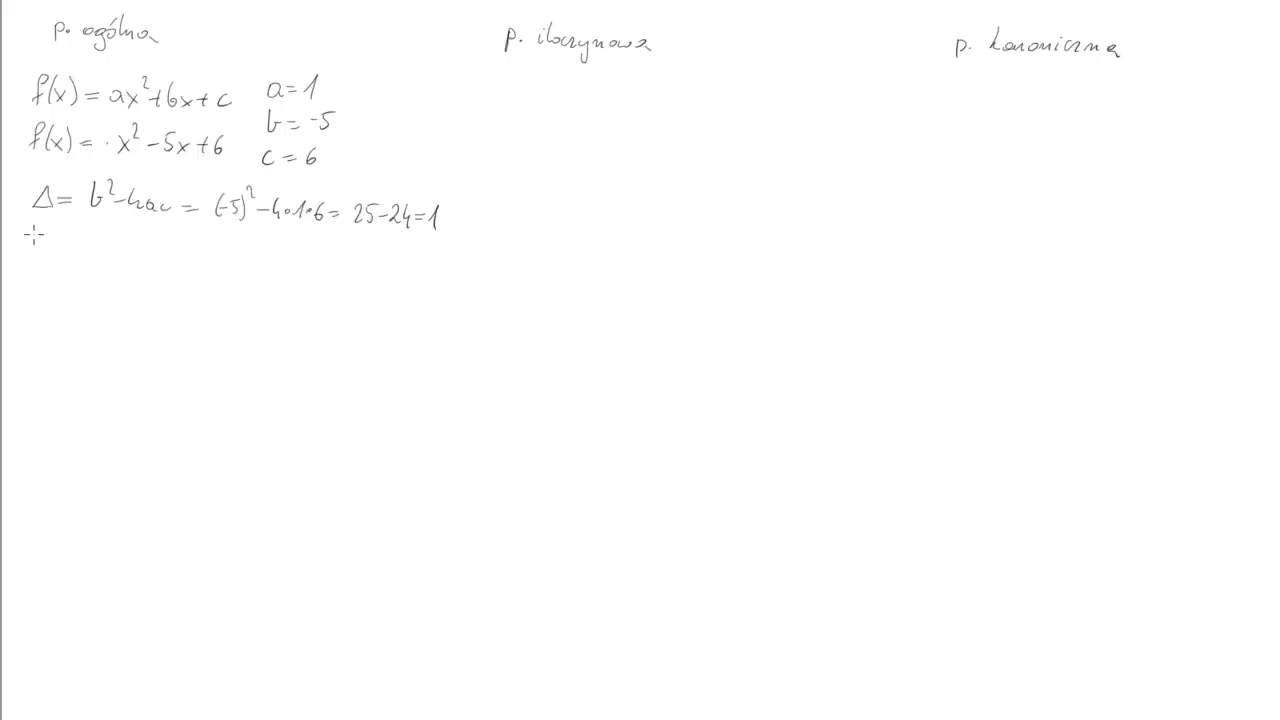 p. ogólna
p. iloczynowa
p. kanoniczna
f(x) = ax²+bx+c
a=1
f(x) = x² - 5x + 6
b = -5
c = 6
Δ = b² - 4ac = (-5)² - 4•1•6 = 25 - 24 = 1